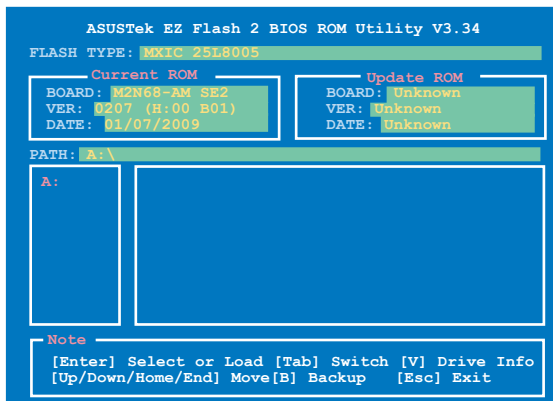 ASUSTek EZ Flash 2 BIOS ROM Utility V3.34
FLASH TYPE: MXIC 25L8005
Current ROM
BOARD: M2N68-AM SE2
VER: 0207 (H:00 B01)
DATE: 01/07/2009
Update ROM
BOARD: Unknown
VER: Unknown
DATE: Unknown
PATH: A:\
A:
Note
[Enter] Select or Load [Tab] Switch [V] Drive Info
[Up/Down/Home/End] Move[B] Backup [Esc] Exit